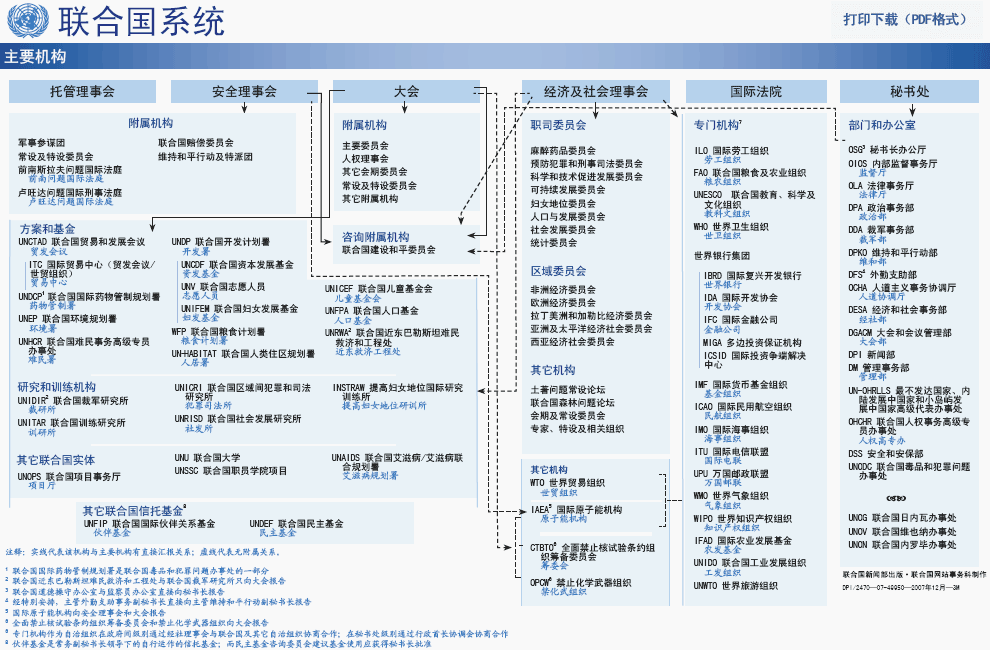 联合国系统
打印下载（PDF格式）
主要机构
托管理事会
安全理事会
大会
经济及社会理事会
国际法院
秘书处
附属机构
军事参谋团
常设及特设委员会
前南斯拉夫问题国际法庭
前南问题国际法庭
卢旺达问题国际刑事法庭
卢旺达问题国际法庭
联合国赔偿委员会
维持和平行动及特派团
附属机构
主要委员会
人权理事会
其它会期委员会
常设及特设委员会
其它附属机构
咨询附属机构
联合国建设和平委员会
方案和基金
UNCTAD 联合国贸易和发展会议
贸发会议
ITC 国际贸易中心（贸发会议/
世贸组织）
贸易中心
UNDCP¹ 联合国国际药物管制规划署
药物管制署
UNEP 联合国环境规划署
环境署
UNHCR 联合国难民事务高级专员
办事处
难民署
UNDP 联合国开发计划署
开发署
UNCDF 联合国资本发展基金
资发基金
UNV 联合国志愿人员
志愿人员
UNIFEM 联合国妇女发展基金
妇发基金
WFP 联合国粮食计划署
粮食计划署
UN-HABITAT 联合国人类住区规划署
人居署
UNICEF 联合国儿童基金会
儿童基金会
UNFPA 联合国人口基金
人口基金
UNRWA² 联合国近东巴勒斯坦难民
救济和工程处
近东救济工程处
研究和训练机构
UNIDIR² 联合国裁军研究所
裁研所
UNITAR 联合国训练研究所
训研所
UNICRI 联合国区域间犯罪和司法
研究所
犯罪司法所
UNRISD 联合国社会发展研究所
社发所
INSTRAW 提高妇女地位国际研究
训练所
提高妇女地位研训所
其它联合国实体
UNOPS 联合国项目事务厅
项目厅
UNU 联合国大学
UNSSC 联合国职员学院项目
UNAIDS 联合国艾滋病/艾滋病联
合规划署
艾滋病规划署
其它联合国信托基金⁸
UNFIP 联合国国际伙伴关系基金
伙伴基金
UNDEF 联合国民主基金
民主基金
职司委员会
麻醉药品委员会
预防犯罪和刑事司法委员会
科学和技术促进发展委员会
可持续发展委员会
妇女地位委员会
人口与发展委员会
社会发展委员会
统计委员会
区域委员会
非洲经济委员会
欧洲经济委员会
拉丁美洲和加勒比经济委员会
亚洲及太平洋经济社会委员会
西亚经济社会委员会
其它机构
土著问题常设论坛
联合国森林问题论坛
会期及常设委员会
专家、特设及相关组织
其它机构
WTO 世界贸易组织
世贸组织
IAEA⁵ 国际原子能机构
原子能机构
CTBTO⁶ 全面禁止核试验条约组
织筹备委员会
筹委会
OPCW⁶ 禁止化学武器组织
禁化武组织
专门机构⁷
ILO 国际劳工组织
劳工组织
FAO 联合国粮食及农业组织
粮农组织
UNESCO 联合国教育、科学及
文化组织
教科文组织
WHO 世界卫生组织
世卫组织
世界银行集团
IBRD 国际复兴开发银行
世界银行
IDA 国际开发协会
开发协会
IFC 国际金融公司
金融公司
MIGA 多边投资保证机构
ICSID 国际投资争端解决
中心
IMF 国际货币基金组织
基金组织
ICAO 国际民用航空组织
民航组织
IMO 国际海事组织
海事组织
ITU 国际电信联盟
国际电联
UPU 万国邮政联盟
万国邮联
WMO 世界气象组织
气象组织
WIPO 世界知识产权组织
知识产权组织
IFAD 国际农业发展基金
农发基金
UNIDO 联合国工业发展组织
工发组织
UNWTO 世界旅游组织
部门和办公室
OSG³ 秘书长办公厅
OIOS 内部监督事务厅
监督厅
OLA 法律事务厅
法律厅
DPA 政治事务部
政治部
DDA 裁军事务部
裁军部
DPKO 维持和平行动部
维和部
DFS⁴ 外勤支助部
OCHA 人道主义事务协调厅
人道协调厅
DESA 经济和社会事务部
经社部
DGACM 大会和会议管理部
大会部
DPI 新闻部
DM 管理事务部
管理部
UN-OHRLLS 最不发达国家、内
陆发展中国家和小岛屿发
展中国家高级代表办事处
OHCHR 联合国人权事务高级专
员办事处
人权高专办
DSS 安全和安保部
UNODC 联合国毒品和犯罪问题
办事处
UNOG 联合国日内瓦办事处
UNOV 联合国维也纳办事处
UNON 联合国内罗毕办事处
联合国新闻部出版 · 联合国网站事务科制作
DPI/2470—07-49950—2007年12月—3M
注释：实线代表该机构与主要机构有直接汇报关系；虚线代表无附属关系。
¹ 联合国国际药物管制规划署是联合国毒品和犯罪问题办事处的一部分
² 联合国近东巴勒斯坦难民救济和工程处与联合国裁军研究所只向大会报告
³ 联合国道德操守办公室与监察员办公室直接向秘书长报告
⁴ 经特别安排，主管外勤支助事务副秘书长直接向主管维持和平行动副秘书长报告
⁵ 国际原子能机构向安全理事会和大会报告
⁶ 全面禁止核试验条约组织筹备委员会和禁止化学武器组织向大会报告
⁷ 专门机构作为自治组织在政府间级别通过经社理事会与联合国及其它自治组织协商合作；在秘书处级别通过行政首长协调会协商合作
⁸ 伙伴基金是常务副秘书长领导下的自行运作的信托基金；而民主基金咨询委员会建议基金使用应获得秘书长批准